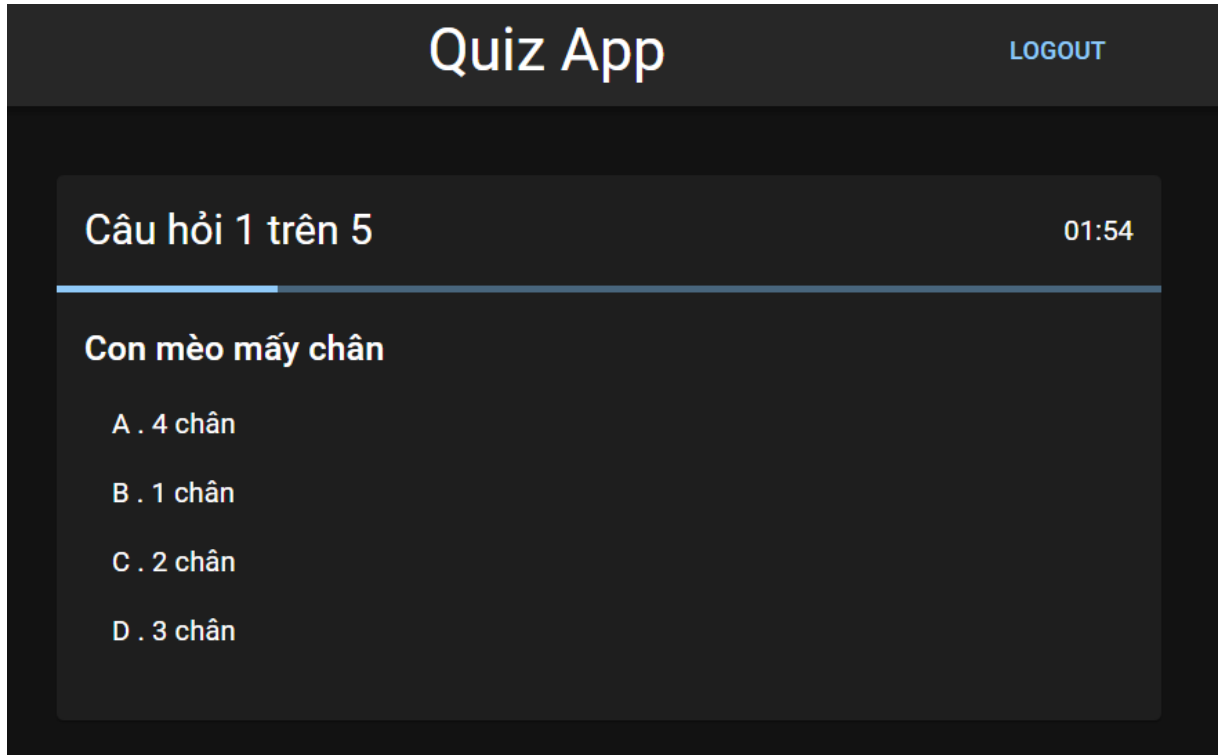 Quiz App
LOGOUT
Câu hỏi 1 trên 5
01:54
Con mèo mấy chân
A . 4 chân
B . 1 chân
C . 2 chân
D . 3 chân